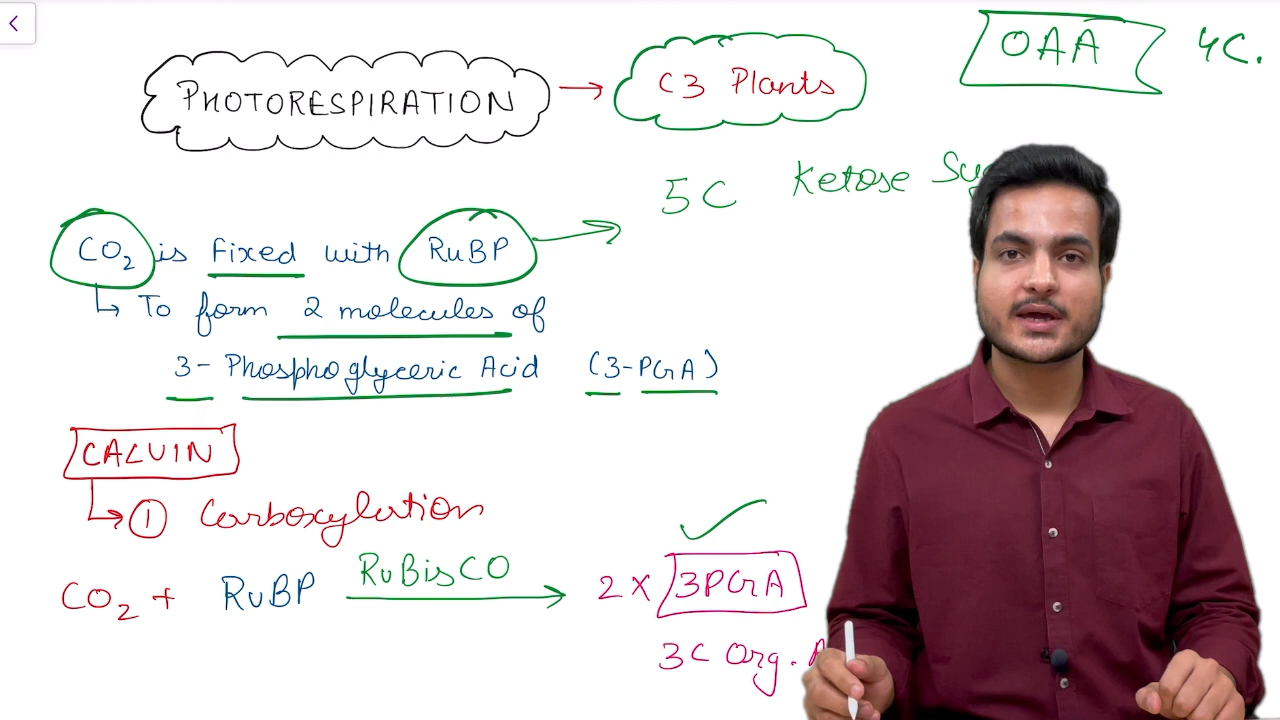 PHOTORESPIRATION → C3 Plants
OAA 4C.
5C Ketose
CO₂ is fixed with RuBP →
↳ To form 2 molecules of
3- Phosphoglyceric Acid (3-PGA)
CALVIN
↳ ① Carboxylation
CO₂ + RuBP RuBisCO → 2 × 3PGA
3C Org.